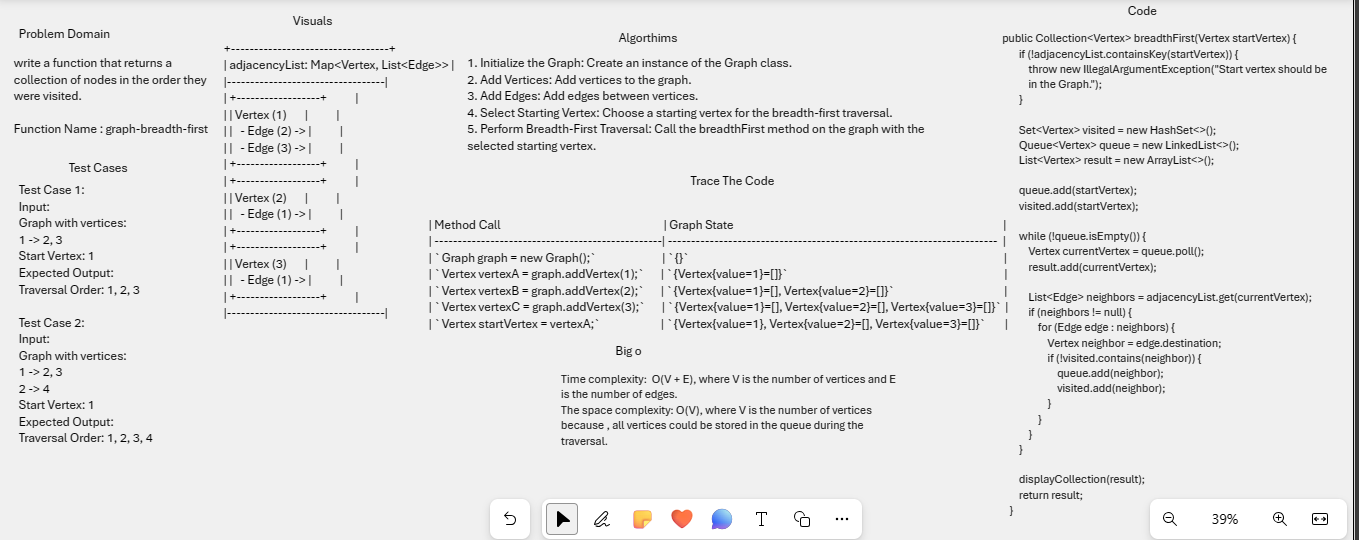 Problem Domain
write a function that returns a
collection of nodes in the order they
were visited.
Function Name : graph-breadth-first
Test Cases
Test Case 1:
Input:
Graph with vertices:
1 -> 2, 3
Start Vertex: 1
Expected Output:
Traversal Order: 1, 2, 3
Test Case 2:
Input:
Graph with vertices:
1 -> 2, 3
2 -> 4
Start Vertex: 1
Expected Output:
Traversal Order: 1, 2, 3, 4
Visuals
+----------------------------------+
| adjacencyList: Map<Vertex, List<Edge>> |
|---------------------------------|
| +-------------------+ |
| | Vertex (1) | |
| | - Edge (2) -> | |
| | - Edge (3) -> | |
| +-------------------+ |
| +-------------------+ |
| | Vertex (2) | |
| | - Edge (1) -> | |
| +-------------------+ |
| +-------------------+ |
| | Vertex (3) | |
| | - Edge (1) -> | |
| +-------------------+ |
|---------------------------------|
Algorthims
1. Initialize the Graph: Create an instance of the Graph class.
2. Add Vertices: Add vertices to the graph.
3. Add Edges: Add edges between vertices.
4. Select Starting Vertex: Choose a starting vertex for the breadth-first traversal.
5. Perform Breadth-First Traversal: Call the breadthFirst method on the graph with the
selected starting vertex.
Trace The Code
| Method Call | Graph State |
|------------------------------------------------|----------------------------------------------------------------------- |
| `Graph graph = new Graph();` | `{}` |
| `Vertex vertexA = graph.addVertex(1);` | `{Vertex{value=1}=[]}` |
| `Vertex vertexB = graph.addVertex(2);` | `{Vertex{value=1}=[], Vertex{value=2}=[]}` |
| `Vertex vertexC = graph.addVertex(3);` | `{Vertex{value=1}=[], Vertex{value=2}=[], Vertex{value=3}=[]}` |
| `Vertex startVertex = vertexA;` | `{Vertex{value=1}, Vertex{value=2}=[], Vertex{value=3}=[]}` |
Big o
Time complexity: O(V + E), where V is the number of vertices and E
is the number of edges.
The space complexity: O(V), where V is the number of vertices
because , all vertices could be stored in the queue during the
traversal.
Code
public Collection<Vertex> breadthFirst(Vertex startVertex) {
if (!adjacencyList.containsKey(startVertex)) {
throw new IllegalArgumentException("Start vertex should be
in the Graph.");
}
Set<Vertex> visited = new HashSet<>();
Queue<Vertex> queue = new LinkedList<>();
List<Vertex> result = new ArrayList<>();
queue.add(startVertex);
visited.add(startVertex);
while (!queue.isEmpty()) {
Vertex currentVertex = queue.poll();
result.add(currentVertex);
List<Edge> neighbors = adjacencyList.get(currentVertex);
if (neighbors != null) {
for (Edge edge : neighbors) {
Vertex neighbor = edge.destination;
if (!visited.contains(neighbor)) {
queue.add(neighbor);
visited.add(neighbor);
}
}
}
}
displayCollection(result);
return result;
}
T
39%